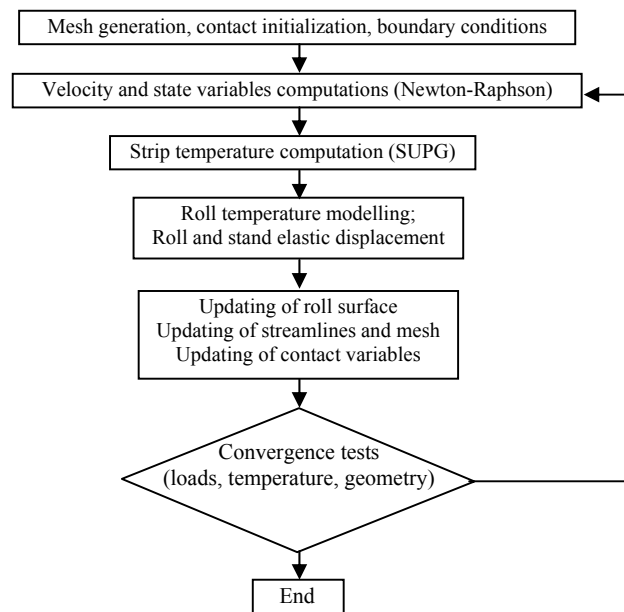 Mesh generation, contact initialization, boundary conditions
Velocity and state variables computations (Newton-Raphson)
Strip temperature computation (SUPG)
Roll temperature modelling;
Roll and stand elastic displacement
Updating of roll surface
Updating of streamlines and mesh
Updating of contact variables
Convergence tests
(loads, temperature, geometry)
End